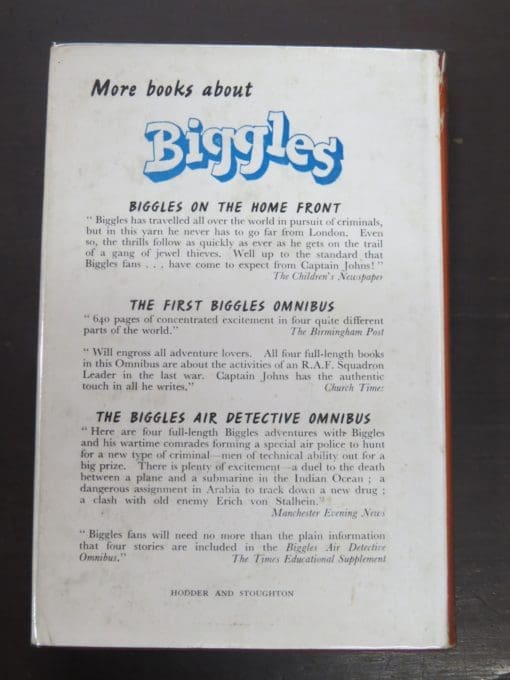 More books about
Biggles
BIGGLES ON THE HOME FRONT
" Biggles has travelled all over the world in pursuit of criminals,
but in this yarn he never has to go far from London. Even
so, the thrills follow as quickly as ever as he gets on the trail
of a gang of jewel thieves. Well up to the standard that
Biggles fans . . . have come to expect from Captain Johns! "
The Children's Newspaper
THE FIRST BIGGLES OMNIBUS
" 640 pages of concentrated excitement in four quite different
parts of the world." The Birmingham Post
" Will engross all adventure lovers. All four full-length books
in this Omnibus are about the activities of an R.A.F. Squadron
Leader in the last war. Captain Johns has the authentic
touch in all he writes." Church Times
THE BIGGLES AIR DETECTIVE OMNIBUS
" Here are four full-length Biggles adventures with Biggles
and his wartime comrades forming a special air police to hunt
for a new type of criminal—men of technical ability out for a
big prize. There is plenty of excitement—a duel to the death
between a plane and a submarine in the Indian Ocean ; a
dangerous assignment in Arabia to track down a new drug ;
a clash with old enemy Erich von Stalhein."
Manchester Evening News
" Biggles fans will need no more than the plain information
that four stories are included in the Biggles Air Detective
Omnibus." The Times Educational Supplement
HODDER AND STOUGHTON